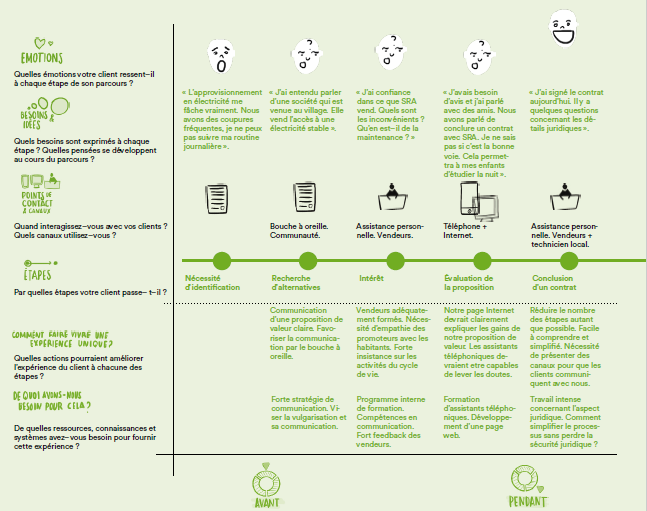 ÉMOTIONS
Quelles émotions votre client ressent-il
à chaque étape de son parcours ?
« L'approvisionnement
en électricité me
fâche vraiment. Nous
avons des coupures
fréquentes, je ne peux
pas suivre ma routine
journalière ».
« J'ai entendu parler
d'une société qui est
venue au village. Elle
vend l'accès à une
électricité stable ».
« J'ai confiance
dans ce que SRA
vend. Quels sont
les inconvénients ?
Qu'en est-il de la
maintenance ? »
« J'avais besoin
d'avis et j'ai parlé
avec des amis. Nous
avons parlé de
conclure un contrat
avec SRA. Je ne sais
pas si c'est la bonne
voie. Cela permet-
tra à mes enfants
d'étudier la nuit ».
« J'ai signé le contrat
aujourd'hui. Il y a
quelques questions
concernant les dé-
tails juridiques ».
BESOINS &
IDÉES
Quels besoins sont exprimés à chaque
étape ? Quelles pensées se développent
au cours du parcours ?
POINTS DE
CONTACT
& CANAUX
Quand interagissez-vous avec vos clients ?
Quels canaux utilisez-vous ?
Bouche à oreille.
Communauté.
Assistance person-
nelle. Vendeurs.
Téléphone +
Internet.
Assistance person-
nelle. Vendeurs +
technicien local.
ÉTAPES
Par quelles étapes votre client passe- t-il ?
Nécessité
d'identification
Recherche
d'alternatives
Intérêt
Évaluation de
la proposition
Conclusion
d'un contrat
COMMENT FAIRE VIVRE UNE
EXPÉRIENCE UNIQUE?
Quelles actions pourraient améliorer
l'expérience du client à chacune des
étapes ?
Communication
d'une proposition de
valeur claire. Favo-
riser la communica-
tion par le bouche à
oreille.
Vendeurs adéquate-
ment formés. Néces-
sité d'empathie des
promoteurs avec les
habitants. Forte
insistance sur les
activités du cycle
de vie.
Notre page Internet
devrait clairement
expliquer les gains de
notre proposition de
valeur. Les assistants
téléphoniques de-
vraient etre capables
de lever les doutes.
Réduire le nombre
des étapes autant
que possible. Facile
à comprendre et
simplifié. Nécessité
de présenter des
canaux pour que les
clients communi-
quent avec nous.
DE QUOI AVONS-NOUS
BESOIN POUR CELA?
De quelles ressources, connaissances et
systèmes avez-vous besoin pour fournir
cette expérience ?
Forte stratégie de
communication. Vi-
ser la vulgarisation et
sa communication.
Programme interne
de formation.
Compétences en
communication.
Fort feedback des
vendeurs.
Formation
d'assistants télépho-
niques. Développe-
ment d'une page
web.
Travail intense
concernant l'aspect
juridique. Comment
simplifier le proces-
sus sans perdre la
sécurité juridique ?
AVANT
PENDANT